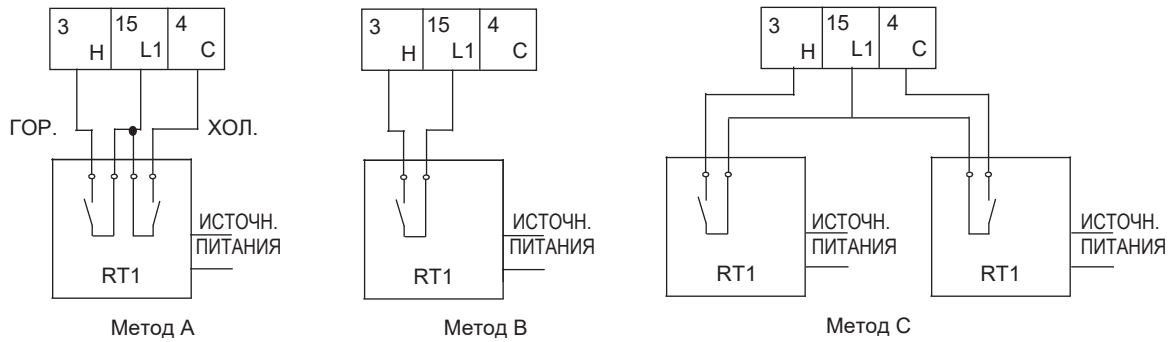 3 15 4
H L1 C
ГОР. ХОЛ.
ИСТОЧН.
ПИТАНИЯ
RT1
Метод A
3 15 4
H L1 C
ИСТОЧН.
ПИТАНИЯ
RT1
Метод B
3 15 4
H L1 C
ИСТОЧН.
ПИТАНИЯ
RT1
ИСТОЧН.
ПИТАНИЯ
RT1
Метод C